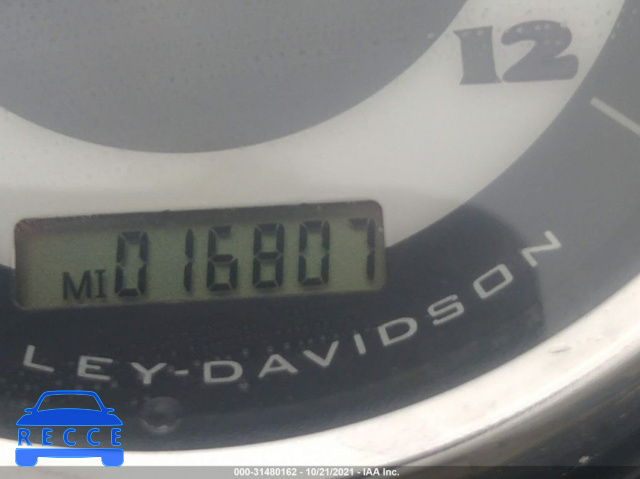 12
MI 016807
LEY-DAVIDSON
RECCE
000-31480162 - 10/21/2021 - IAA Inc.